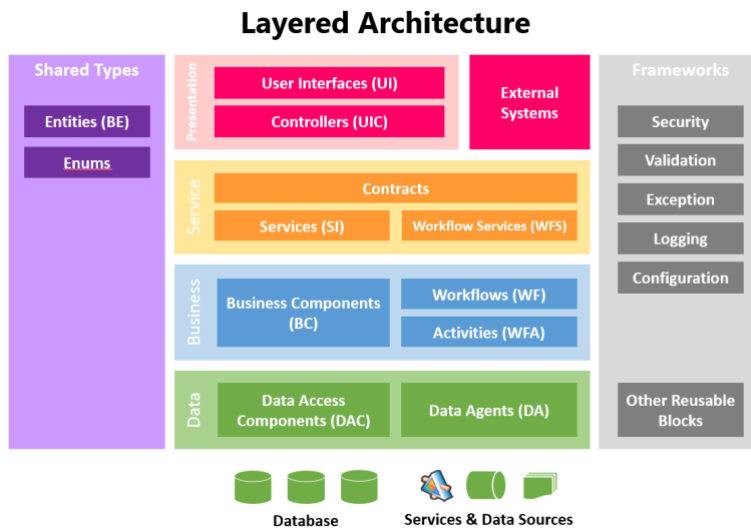 Layered Architecture
Shared Types
Entities (BE)
Enums
Presentation
User Interfaces (UI)
Controllers (UIC)
External
Systems
Service
Contracts
Services (SI)
Workflow Services (WFS)
Business
Business Components
(BC)
Workflows (WF)
Activities (WFA)
Data
Data Access
Components (DAC)
Data Agents (DA)
Frameworks
Security
Validation
Exception
Logging
Configuration
Other Reusable
Blocks
Database
Services & Data Sources